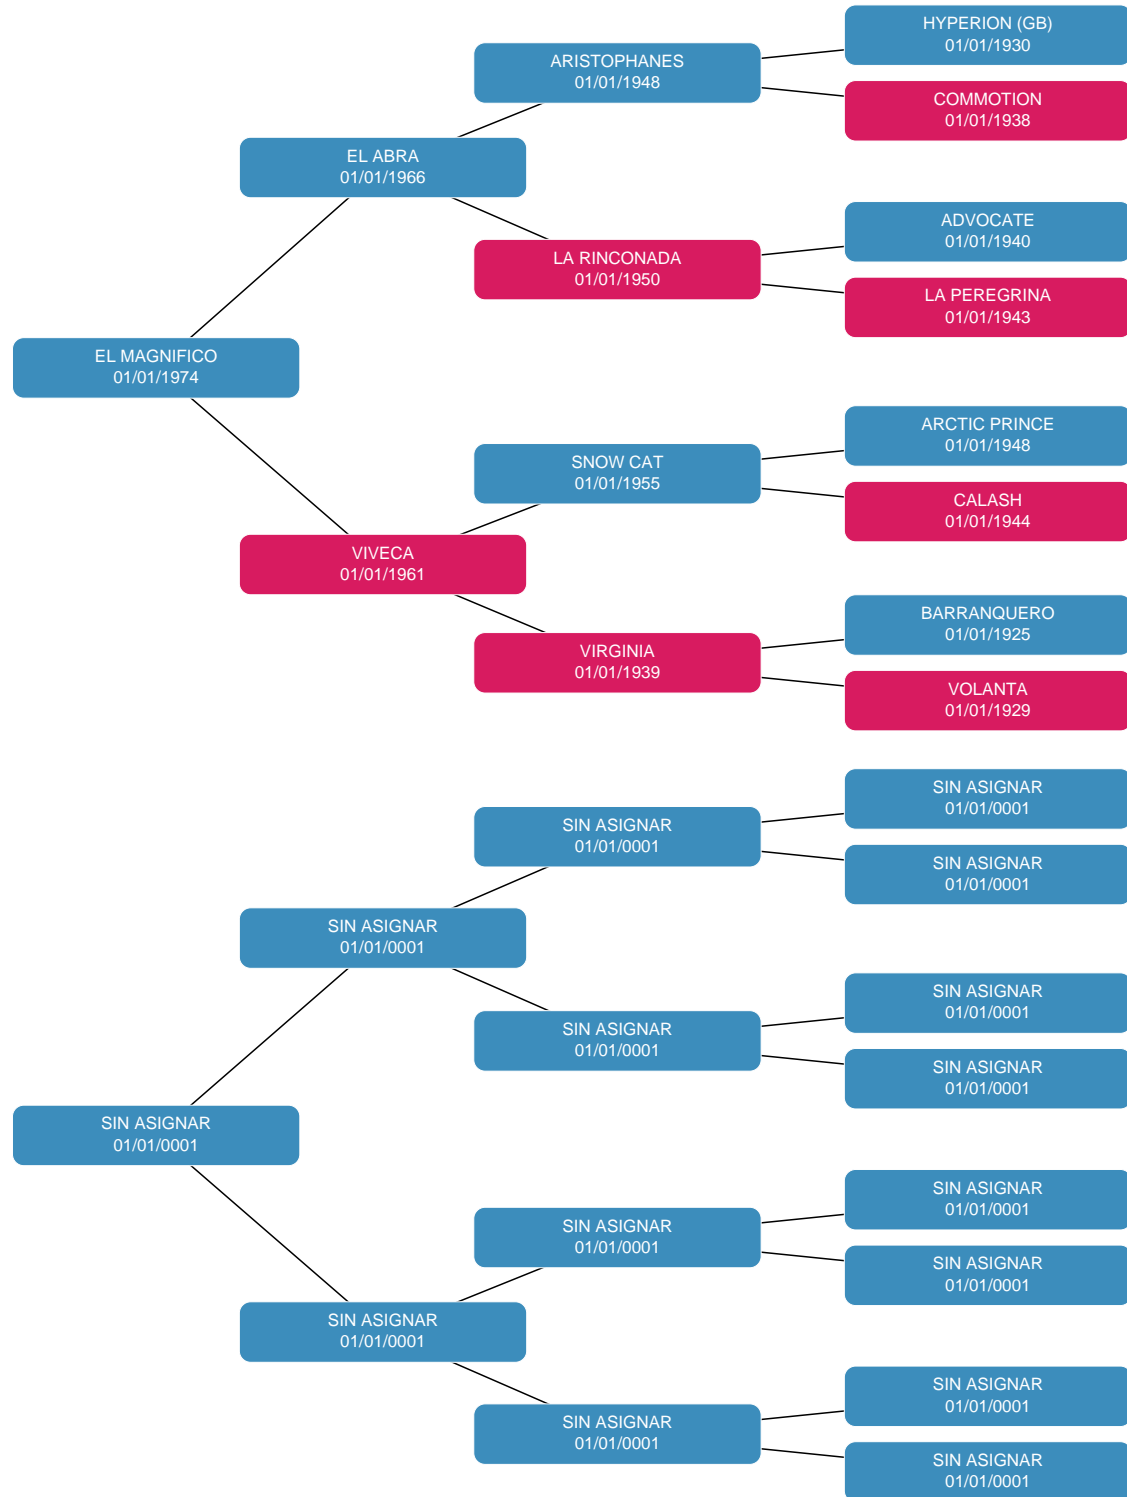 HYPERION (GB)
01/01/1930
ARISTOPHANES
01/01/1948
COMMOTION
01/01/1938
EL ABRA
01/01/1966
ADVOCATE
01/01/1940
LA RINCONADA
01/01/1950
LA PEREGRINA
01/01/1943
EL MAGNIFICO
01/01/1974
ARCTIC PRINCE
01/01/1948
SNOW CAT
01/01/1955
CALASH
01/01/1944
VIVECA
01/01/1961
BARRANQUERO
01/01/1925
VIRGINIA
01/01/1939
VOLANTA
01/01/1929
SIN ASIGNAR
01/01/0001
SIN ASIGNAR
01/01/0001
SIN ASIGNAR
01/01/0001
SIN ASIGNAR
01/01/0001
SIN ASIGNAR
01/01/0001
SIN ASIGNAR
01/01/0001
SIN ASIGNAR
01/01/0001
SIN ASIGNAR
01/01/0001
SIN ASIGNAR
01/01/0001
SIN ASIGNAR
01/01/0001
SIN ASIGNAR
01/01/0001
SIN ASIGNAR
01/01/0001
SIN ASIGNAR
01/01/0001
SIN ASIGNAR
01/01/0001
SIN ASIGNAR
01/01/0001